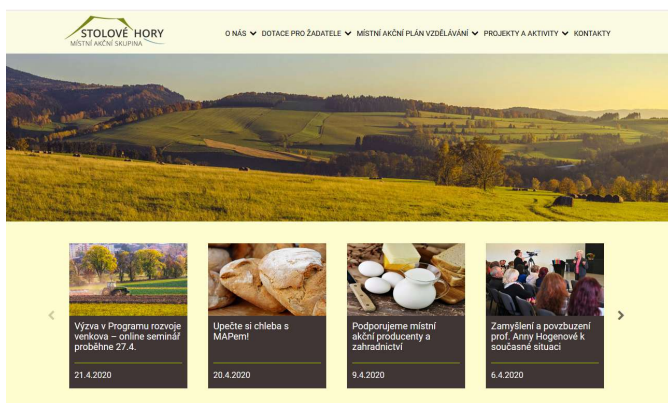 STOLOVÉ HORY
MÍSTNÍ AKČNÍ SKUPINA
O NÁS DOTACE PRO ŽADATELE MÍSTNÍ AKČNÍ PLÁN VZDĚLÁVÁNÍ PROJEKTY A AKTIVITY KONTAKTY
Výzva v Programu rozvoje
venkova – online seminář
proběhne 27.4.
21.4.2020
Upečte si chleba s
MAPem!
20.4.2020
Podporujeme místní
akční producenty a
zahradnictví
9.4.2020
Zamyšlení a povzbuzení
prof. Anny Hogenové k
současné situaci
6.4.2020